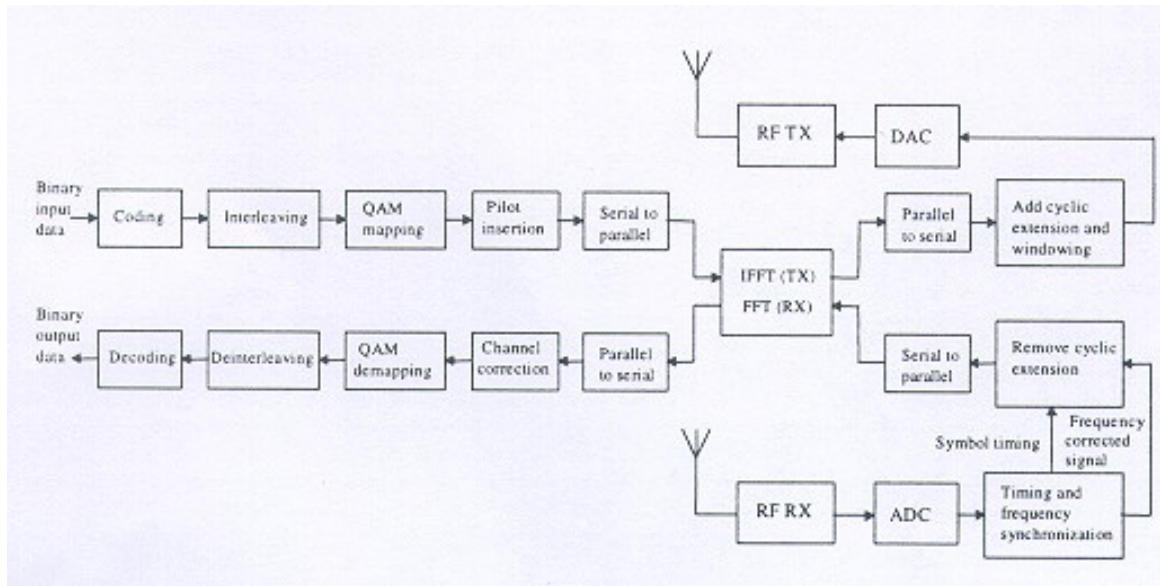 RF TX
DAC
Binary
input
data
Coding
Interleaving
QAM
mapping
Pilot
insertion
Serial to
parallel
Parallel
to serial
Add cyclic
extension and
windowing
IFFT (TX)
FFT (RX)
Binary
output
data
Decoding
Deinterleaving
QAM
demapping
Channel
correction
Parallel
to serial
Serial to
parallel
Remove cyclic
extension
Symbol timing
Frequency
corrected
signal
RF RX
ADC
Timing and
frequency
synchronization